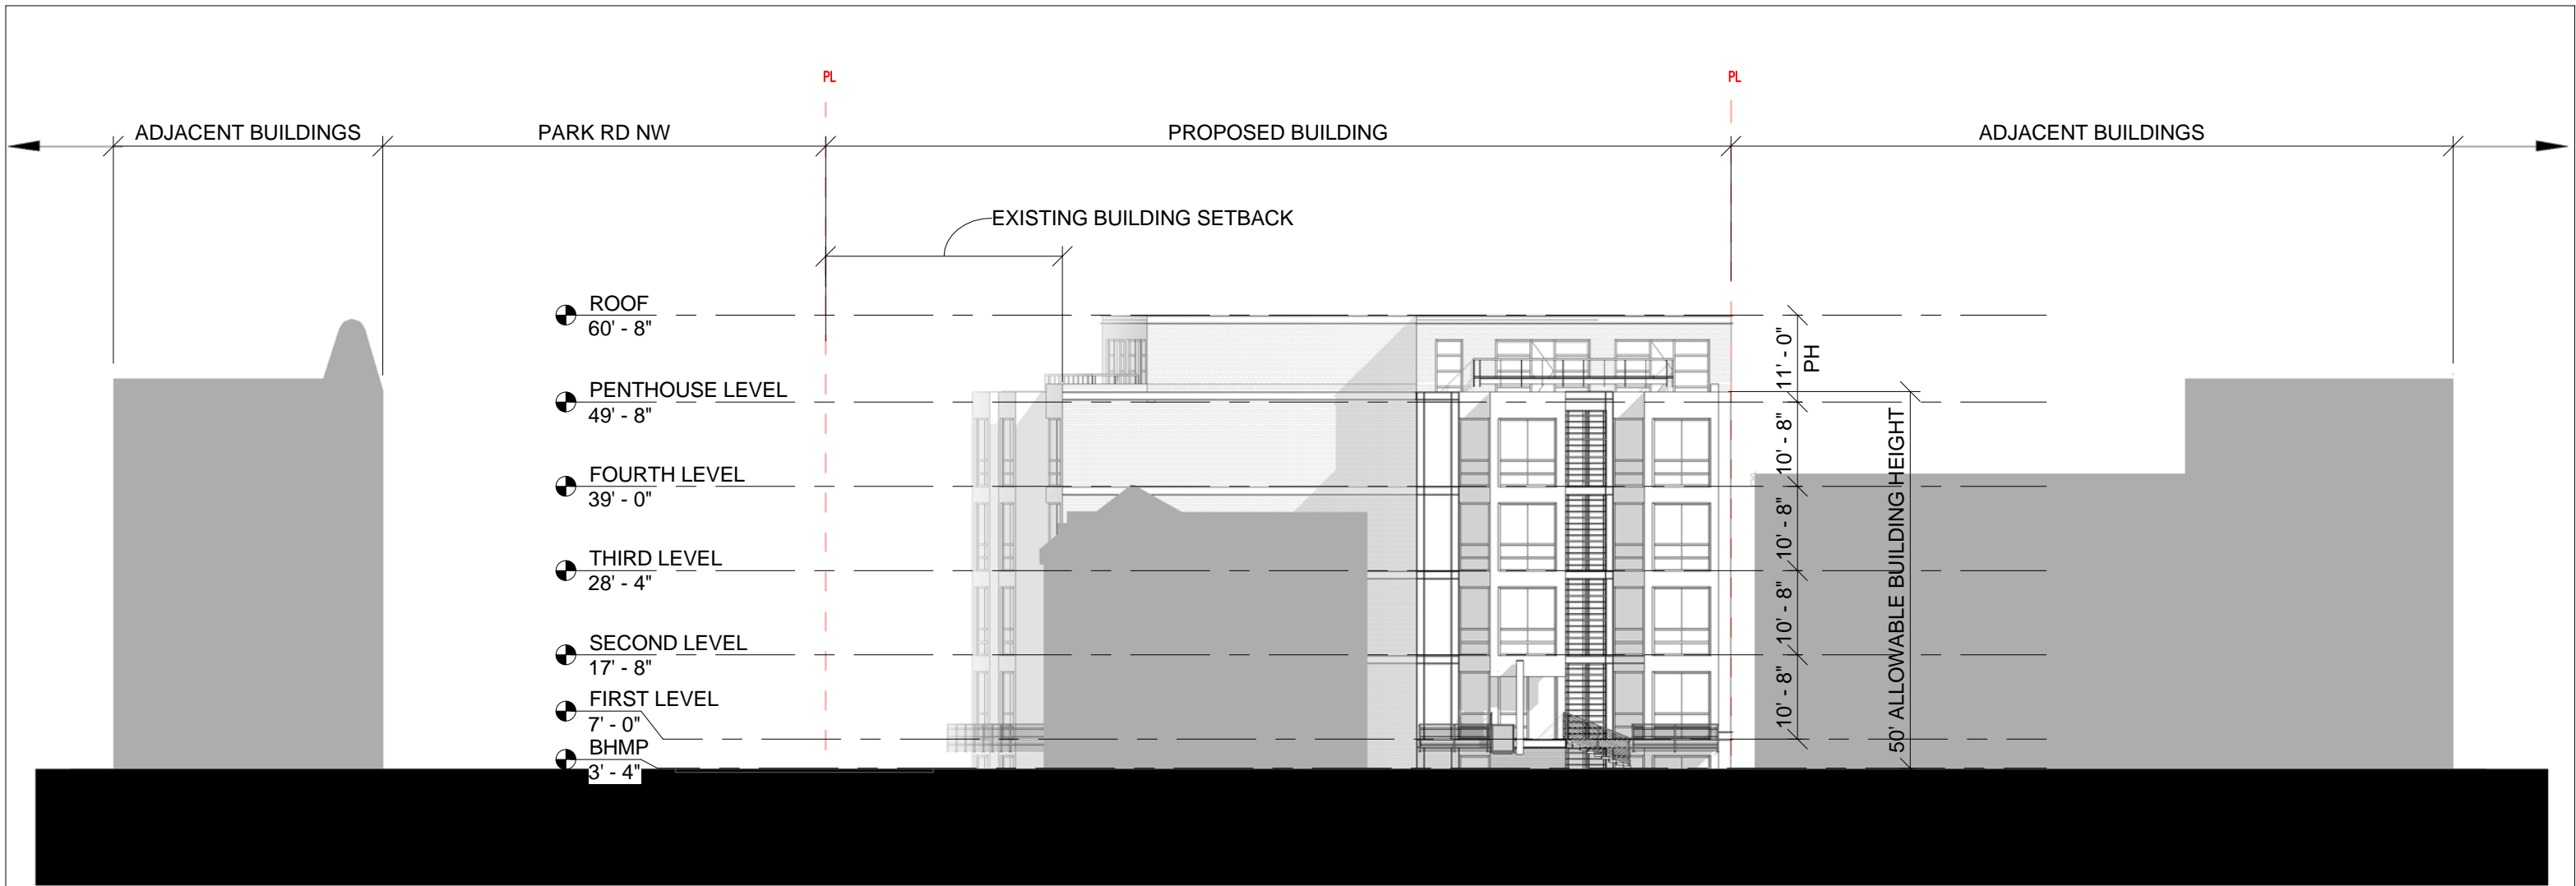 PL
PL
ADJACENT BUILDINGS
PARK RD NW
PROPOSED BUILDING
ADJACENT BUILDINGS
EXISTING BUILDING SETBACK
ROOF
60' - 8"
PENTHOUSE LEVEL
49' - 8"
FOURTH LEVEL
39' - 0"
THIRD LEVEL
28' - 4"
SECOND LEVEL
17' - 8"
FIRST LEVEL
7' - 0"
BHMP
3' - 4"
11' - 0"
PH
10' - 8"
10' - 8"
10' - 8"
10' - 8"
50' ALLOWABLE BUILDING HEIGHT